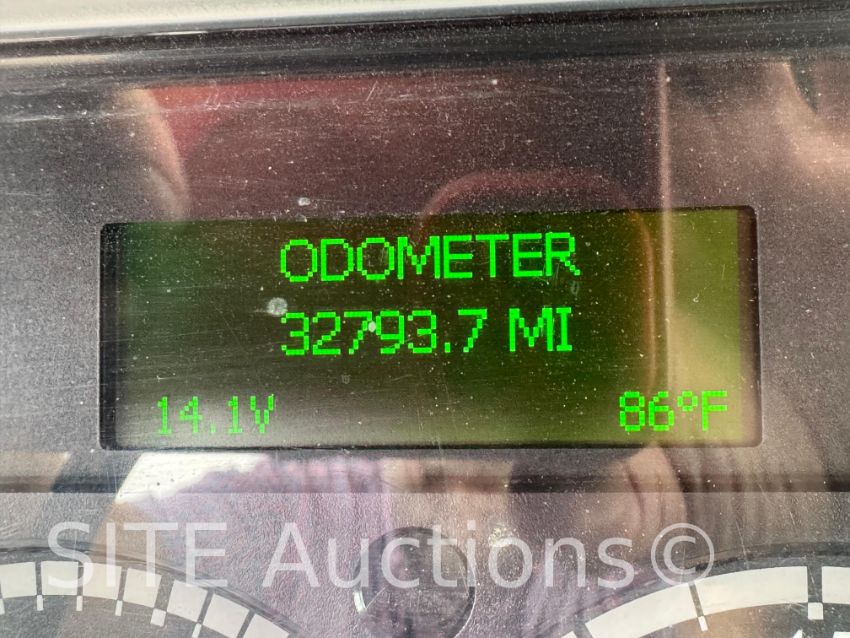 ODOMETER
32793.7 MI
14.1V 86°F
SITE Auctions©